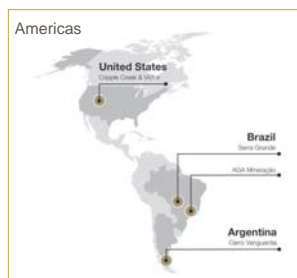 Americas
United States
Cripple Creek & Victor
Brazil
Serra Grande
AGA Mineração
Argentina
Cerro Vanguardia